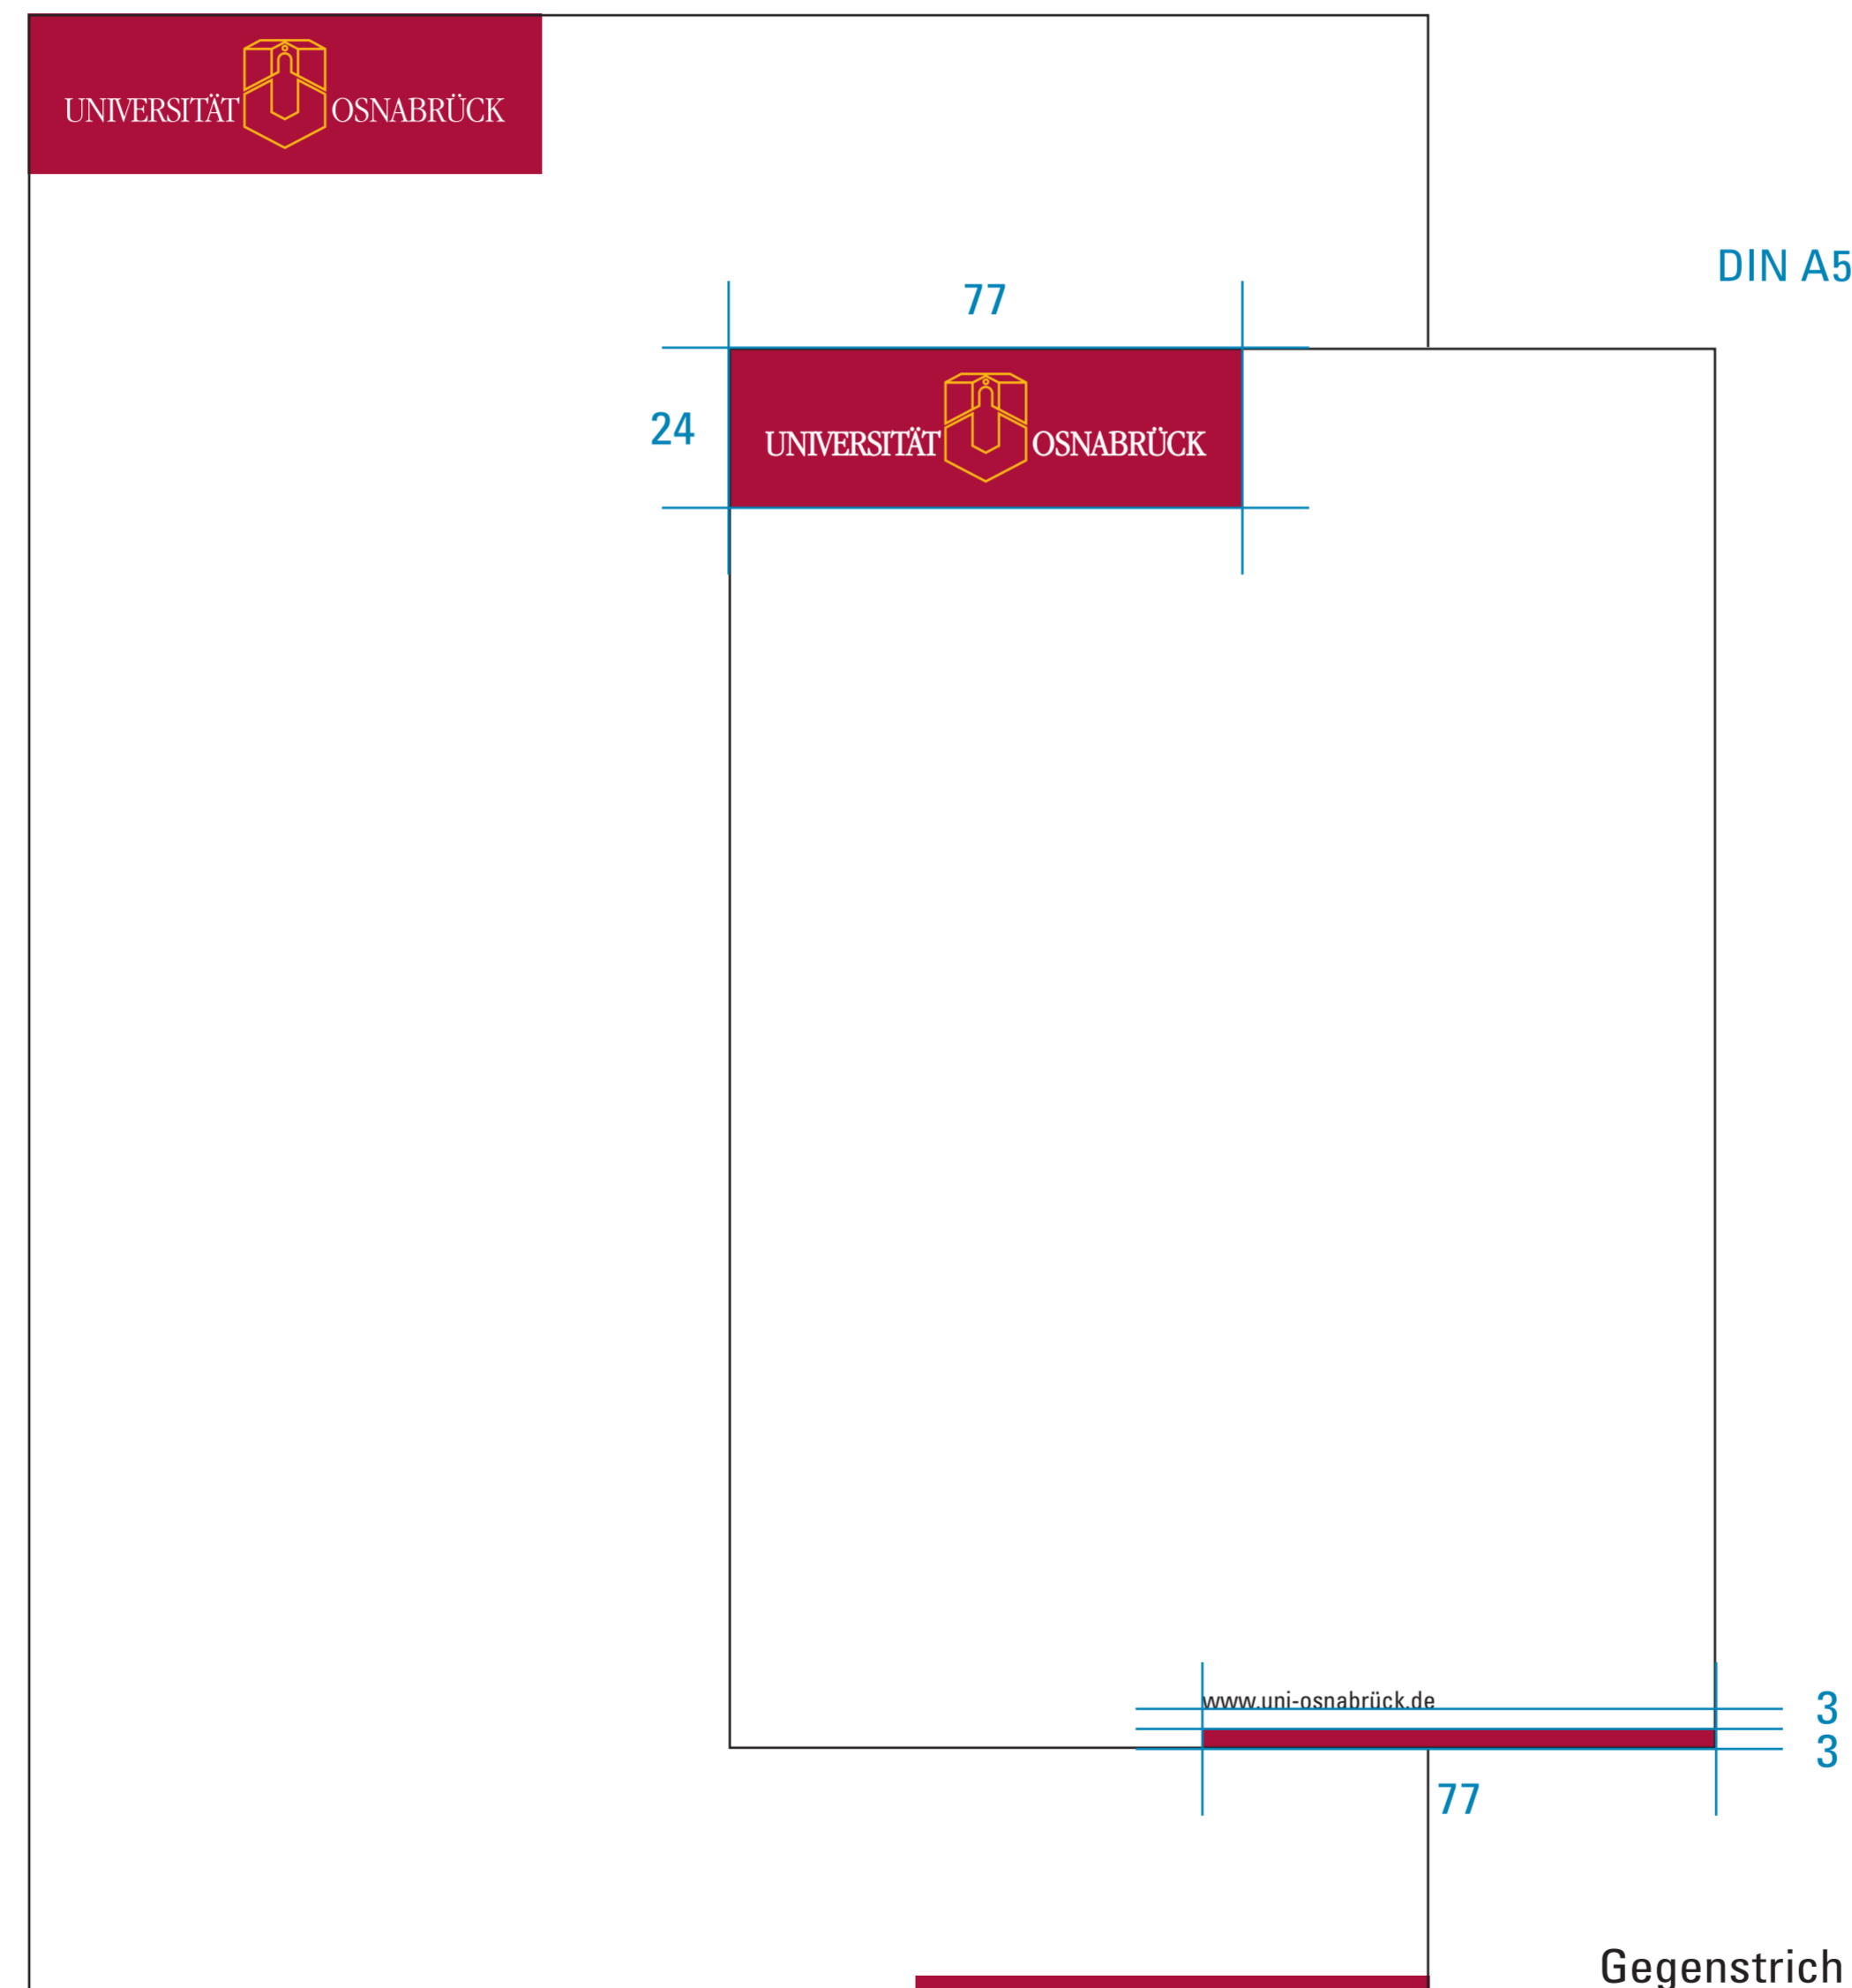 UNIVERSITÄT OSNABRÜCK
DIN A5
77
24
UNIVERSITÄT OSNABRÜCK
www.uni-osnabrück.de
3
3
77
Gegenstrich